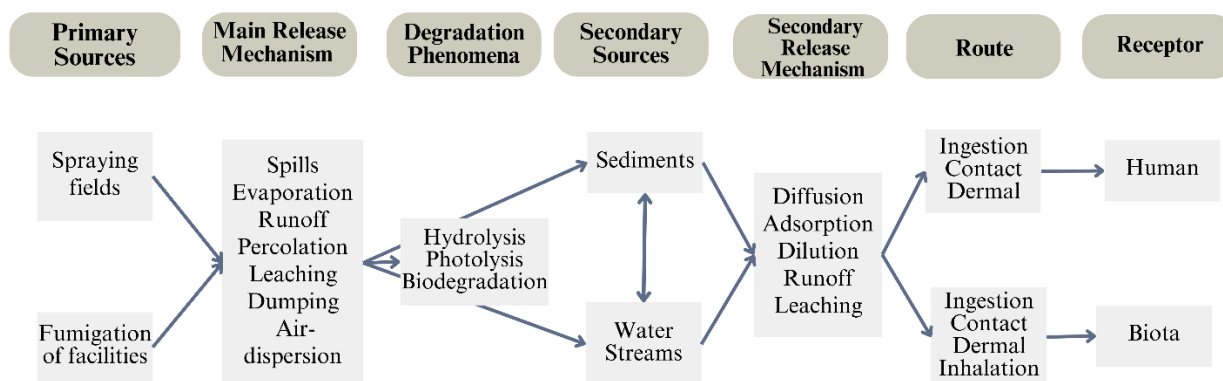 Primary
Sources
Main Release
Mechanism
Degradation
Phenomena
Secondary
Sources
Secondary
Release
Mechanism
Route
Receptor
Spraying
fields
Fumigation
of facilities
Spills
Evaporation
Runoff
Percolation
Leaching
Dumping
Air-
dispersion
Hydrolysis
Photolysis
Biodegradation
Sediments
Water
Streams
Diffusion
Adsorption
Dilution
Runoff
Leaching
Ingestion
Contact
Dermal
Human
Ingestion
Contact
Dermal
Inhalation
Biota